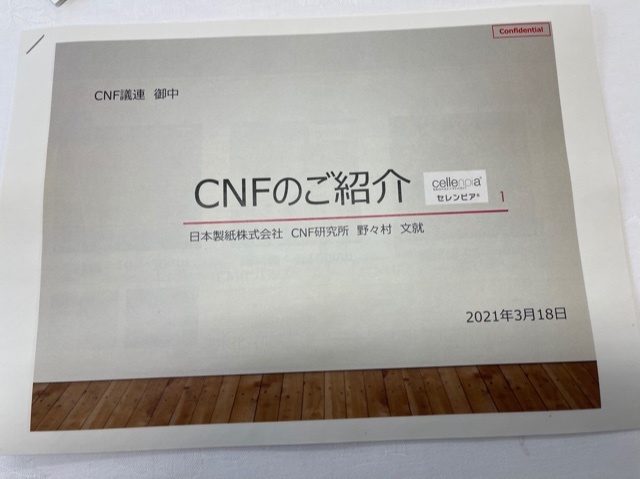 Confidential
CNF議連 御中
CNFのご紹介
cellenpia®
セレンピア®
1
日本製紙株式会社 CNF研究所 野々村 文就
2021年3月18日